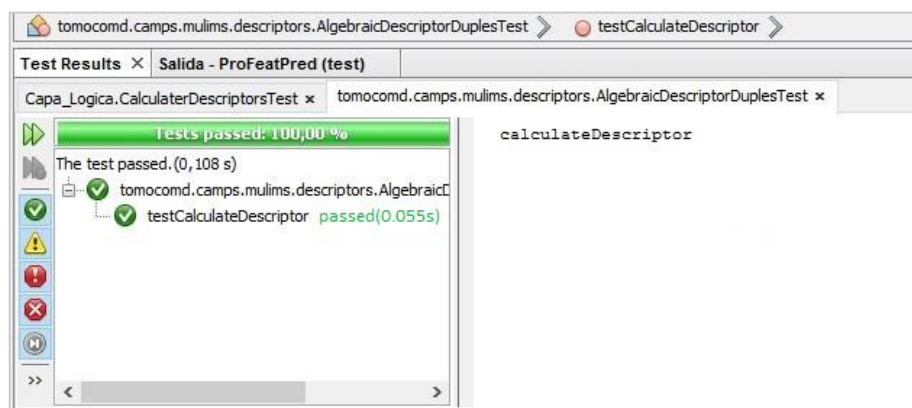 tomocomd.camps.mulims.descriptors.AlgebraicDescriptorDuplesTest testCalculateDescriptor
Test Results × Salida - ProFeatPred (test)
Capa_Logica.CalculaterDescriptorsTest × tomocomd.camps.mulims.descriptors.AlgebraicDescriptorDuplesTest ×
Tests passed: 100,00 %
calculateDescriptor
The test passed.(0,108 s)
tomocomd.camps.mulims.descriptors.AlgebraicD
testCalculateDescriptor passed(0.055s)